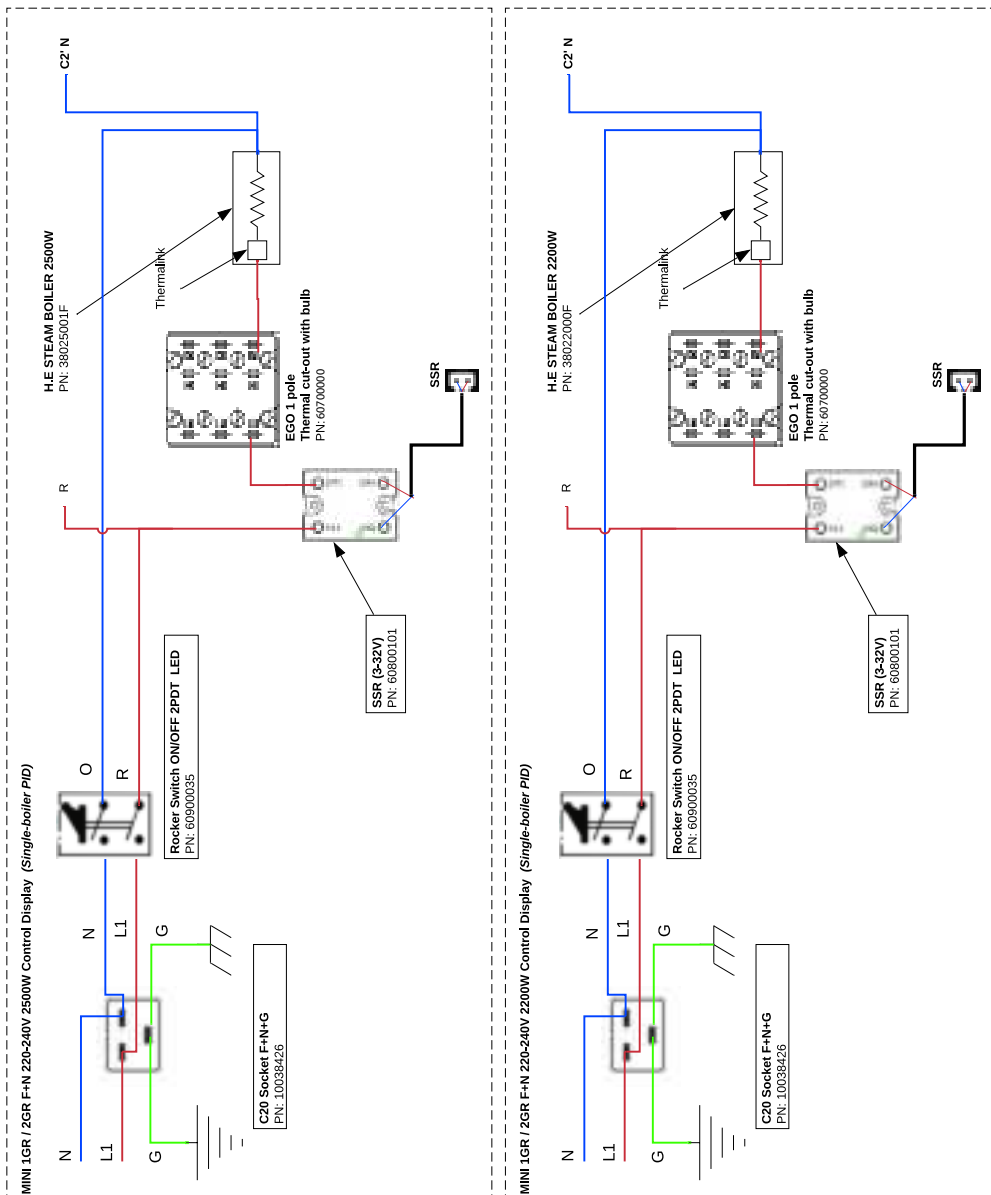 MINI 1GR / 2GR F+N 220-240V 2500W Control Display (Single-boiler PID)
N
L1
G
C20 Socket F+N+G
PN: 10038426
N
L1
G
Rocker Switch ON/OFF 2PDT LED
PN: 60900035
O
R
SSR (3-32V)
PN: 60800101
R
SSR
EGO 1 pole
Thermal cut-out with bulb
PN: 60700000
H.E STEAM BOILER 2500W
PN: 38025001F
Thermalink
C2' N
MINI 1GR / 2GR F+N 220-240V 2200W Control Display (Single-boiler PID)
N
L1
G
C20 Socket F+N+G
PN: 10038426
N
L1
G
Rocker Switch ON/OFF 2PDT LED
PN: 60900035
O
R
SSR (3-32V)
PN: 60800101
R
SSR
EGO 1 pole
Thermal cut-out with bulb
PN: 60700000
H.E STEAM BOILER 2200W
PN: 38022000F
Thermalink
C2' N